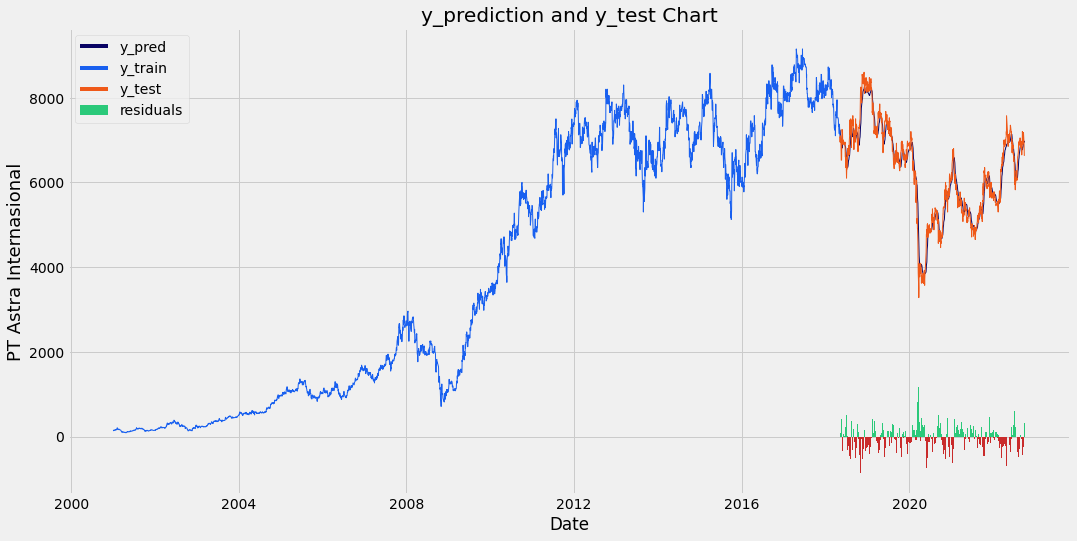 y_prediction and y_test Chart
y_pred
y_train
y_test
residuals
PT Astra Internasional
8000
6000
4000
2000
0
2000
2004
2008
2012
2016
2020
Date